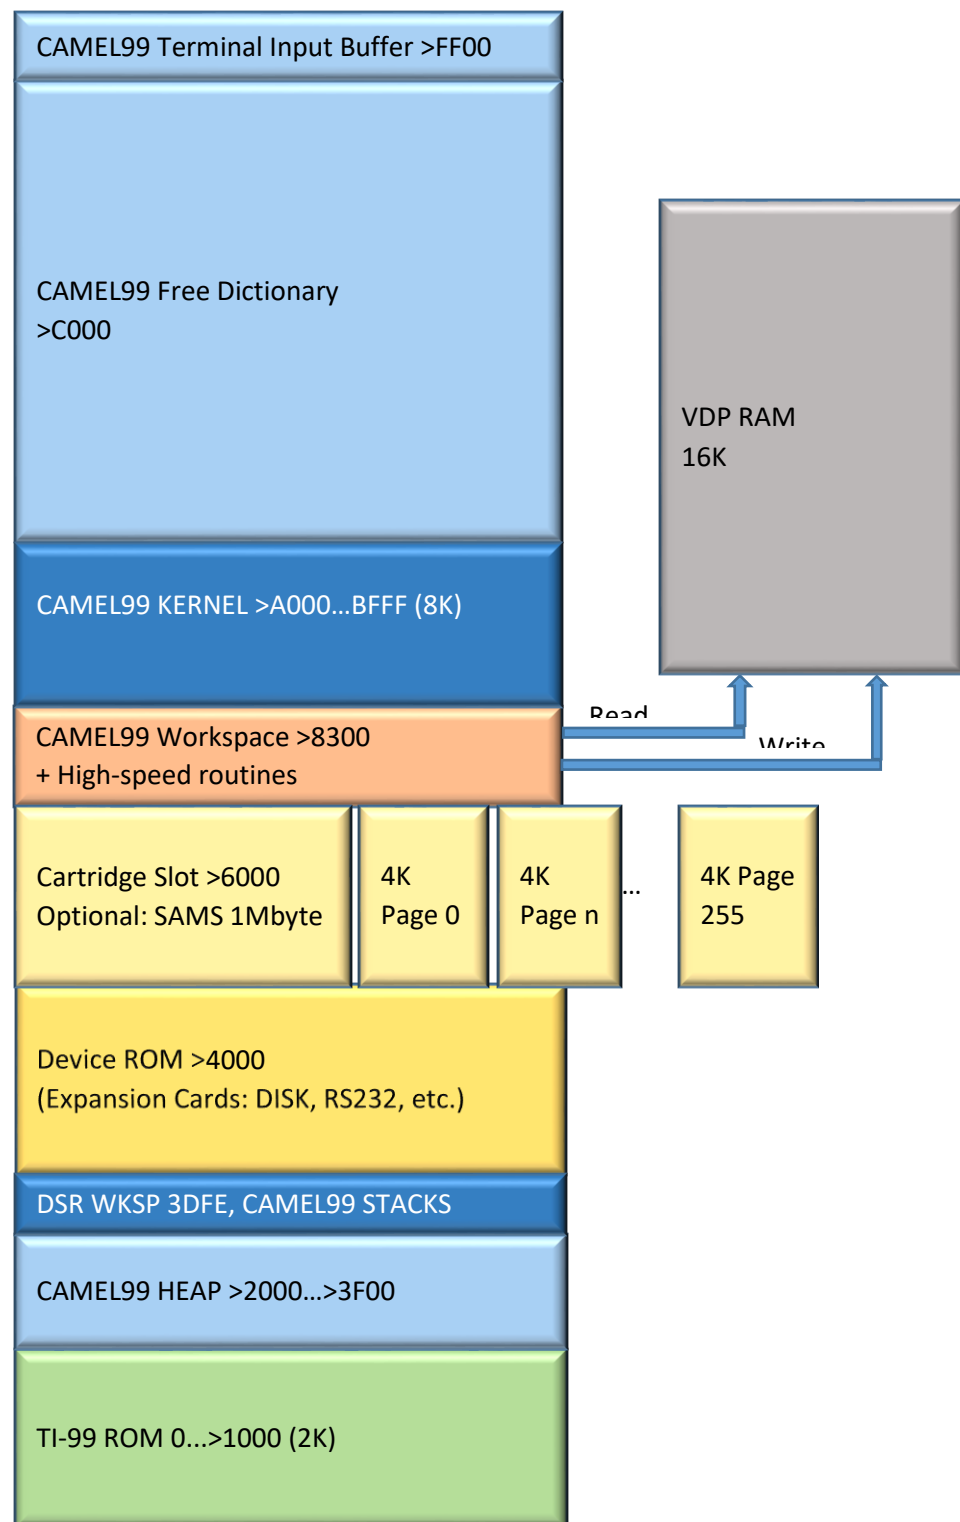 CAMEL99 Terminal Input Buffer >FF00
CAMEL99 Free Dictionary
>C000
VDP RAM
16K
CAMEL99 KERNEL >A000...BFFF (8K)
Read
CAMEL99 Workspace >8300
+ High-speed routines
Write
Cartridge Slot >6000
Optional: SAMS 1Mbyte
4K
Page 0
4K
Page n
...
4K Page
255
Device ROM >4000
(Expansion Cards: DISK, RS232, etc.)
DSR WKSP 3DFE, CAMEL99 STACKS
CAMEL99 HEAP >2000...>3F00
TI-99 ROM 0...>1000 (2K)